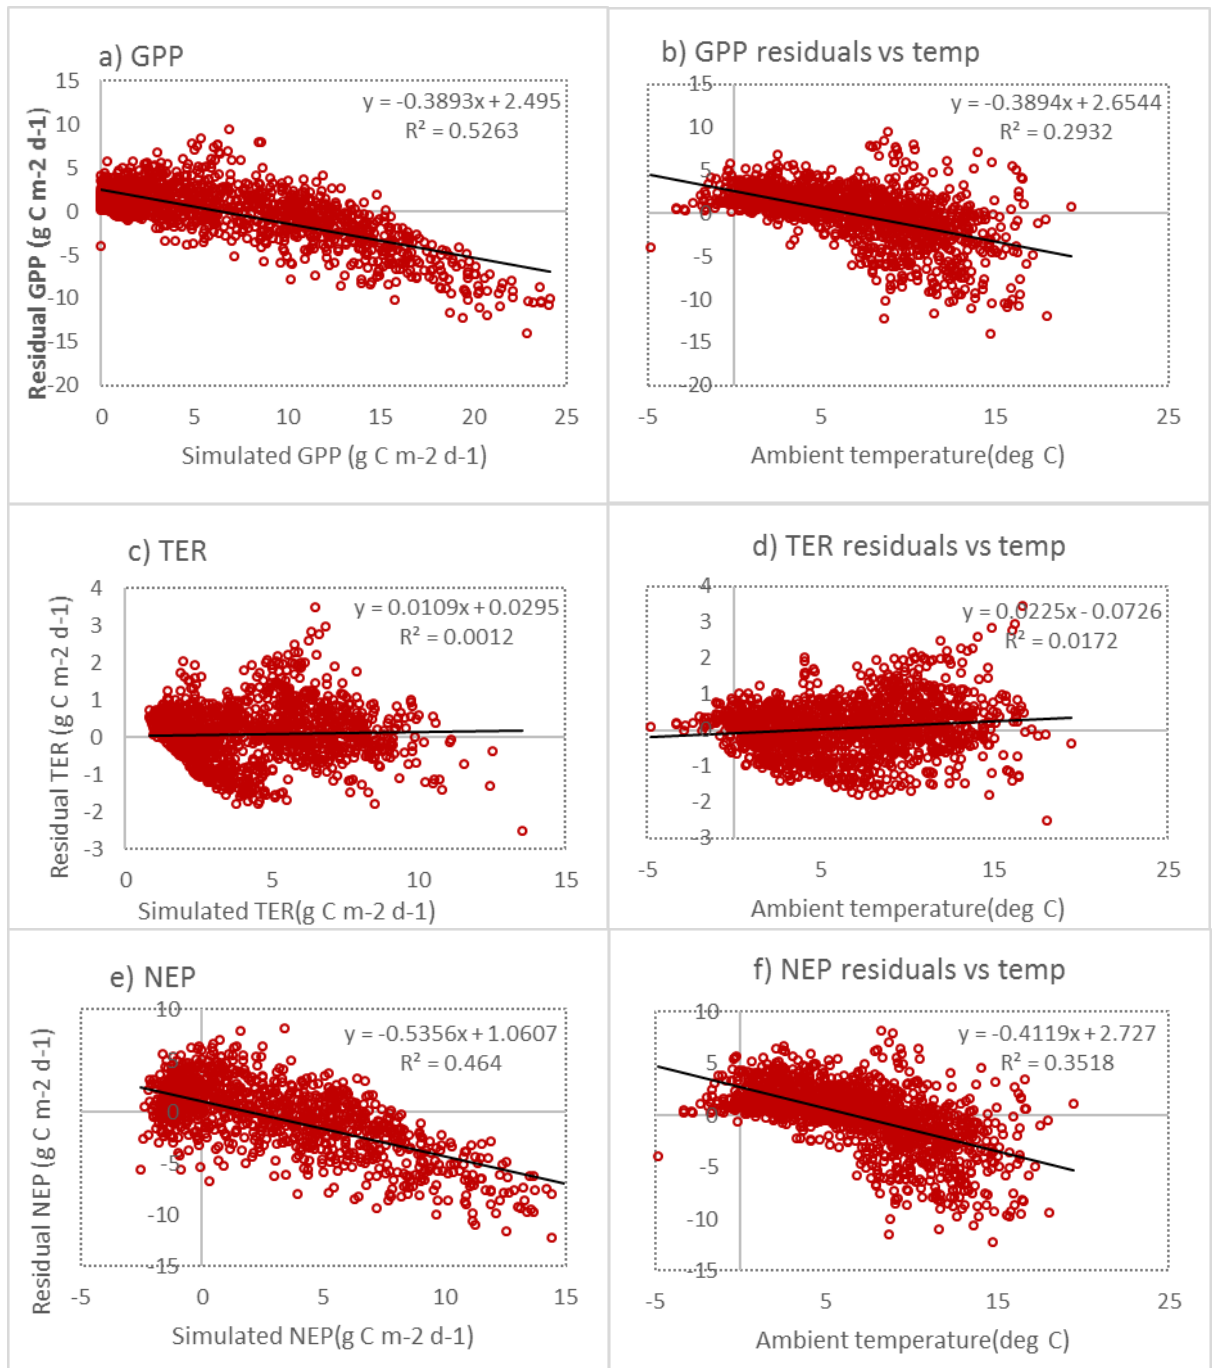 a) GPP
y = -0.3893x + 2.495
R² = 0.5263
Residual GPP (g C m-2 d-1)
15
10
5
0
-5
-10
-15
-20
0 5 10 15 20 25
Simulated GPP (g C m-2 d-1)
b) GPP residuals vs temp
y = -0.3894x + 2.6544
R² = 0.2932
15
10
5
0
-5
-10
-15
-20
-5 5 15 25
Ambient temperature(deg C)
c) TER
y = 0.0109x + 0.0295
R² = 0.0012
Residual TER (g C m-2 d-1)
4
3
2
1
0
-1
-2
-3
0 5 10 15
Simulated TER(g C m-2 d-1)
d) TER residuals vs temp
y = 0.0225x - 0.0726
R² = 0.0172
4
3
2
1
0
-1
-2
-3
-5 5 15 25
Ambient temperature(deg C)
e) NEP
y = -0.5356x + 1.0607
R² = 0.464
Residual NEP (g C m-2 d-1)
10
5
0
-5
-10
-15
-5 0 5 10 15
Simulated NEP(g C m-2 d-1)
f) NEP residuals vs temp
y = -0.4119x + 2.727
R² = 0.3518
10
5
0
-5
-10
-15
-5 5 15 25
Ambient temperature(deg C)